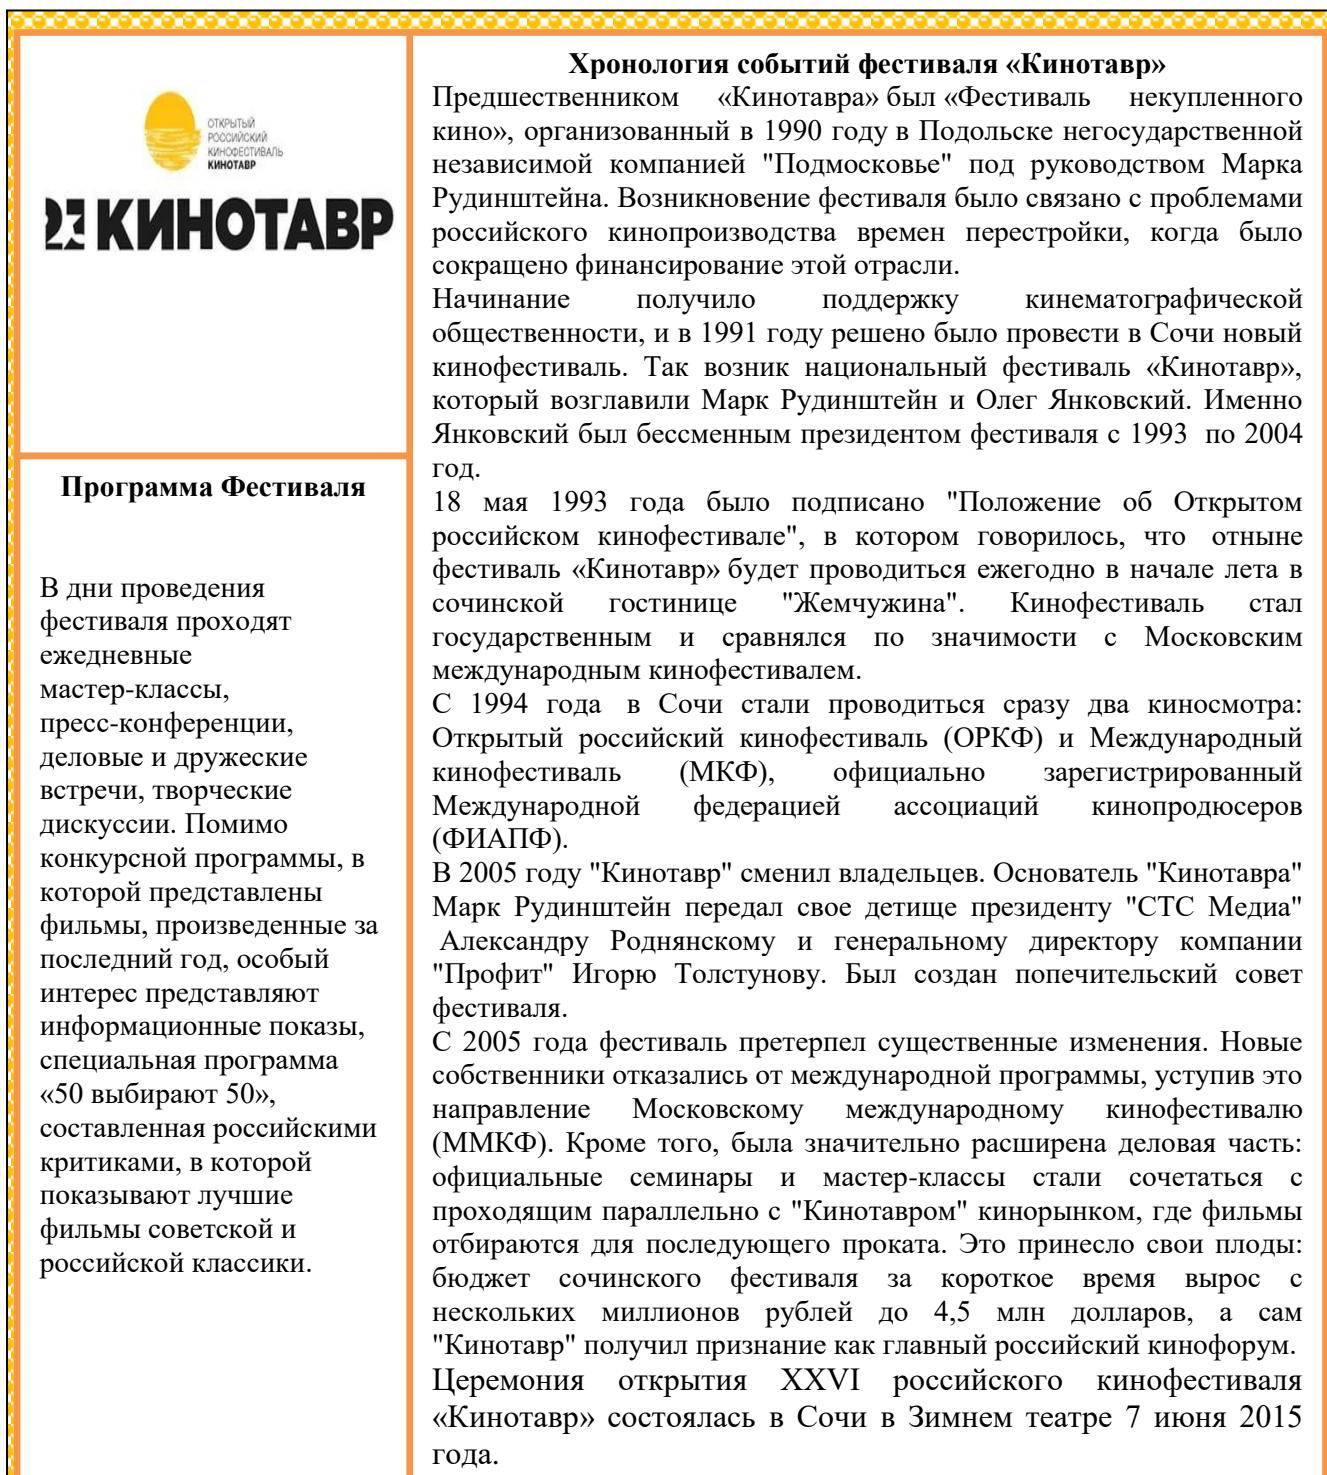 ОТКРЫТЫЙ
РОССИЙСКИЙ
КИНОФЕСТИВАЛЬ
КИНОТАВР
23 КИНОТАВР
Программа Фестиваля
В дни проведения
фестиваля проходят
ежедневные
мастер-классы,
пресс-конференции,
деловые и дружеские
встречи, творческие
дискуссии. Помимо
конкурсной программы, в
которой представлены
фильмы, произведенные за
последний год, особый
интерес представляют
информационные показы,
специальная программа
«50 выбирают 50»,
составленная российскими
критиками, в которой
показывают лучшие
фильмы советской и
российской классики.
Хронология событий фестиваля «Кинотавр»
Предшественником «Кинотавра» был «Фестиваль некупленного
кино», организованный в 1990 году в Подольске негосударственной
независимой компанией "Подмосковье" под руководством Марка
Рудинштейна. Возникновение фестиваля было связано с проблемами
российского кинопроизводства времен перестройки, когда было
сокращено финансирование этой отрасли.
Начинание получило поддержку кинематографической
общественности, и в 1991 году решено было провести в Сочи новый
кинофестиваль. Так возник национальный фестиваль «Кинотавр»,
который возглавили Марк Рудинштейн и Олег Янковский. Именно
Янковский был бессменным президентом фестиваля с 1993 по 2004
год.
18 мая 1993 года было подписано "Положение об Открытом
российском кинофестивале", в котором говорилось, что отныне
фестиваль «Кинотавр» будет проводиться ежегодно в начале лета в
сочинской гостинице "Жемчужина". Кинофестиваль стал
государственным и сравнялся по значимости с Московским
международным кинофестивалем.
С 1994 года в Сочи стали проводиться сразу два киносмотра:
Открытый российский кинофестиваль (ОРКФ) и Международный
кинофестиваль (МКФ), официально зарегистрированный
Международной федерацией ассоциаций кинопродюсеров
(ФИАПФ).
В 2005 году "Кинотавр" сменил владельцев. Основатель "Кинотавра"
Марк Рудинштейн передал свое детище президенту "СТС Медиа"
Александру Роднянскому и генеральному директору компании
"Профит" Игорю Толстунову. Был создан попечительский совет
фестиваля.
С 2005 года фестиваль претерпел существенные изменения. Новые
собственники отказались от международной программы, уступив это
направление Московскому международному кинофестивалю
(ММКФ). Кроме того, была значительно расширена деловая часть:
официальные семинары и мастер-классы стали сочетаться с
проходящим параллельно с "Кинотавром" кинорынком, где фильмы
отбираются для последующего проката. Это принесло свои плоды:
бюджет сочинского фестиваля за короткое время вырос с
нескольких миллионов рублей до 4,5 млн долларов, а сам
"Кинотавр" получил признание как главный российский кинофорум.
Церемония открытия XXVI российского кинофестиваля
«Кинотавр» состоялась в Сочи в Зимнем театре 7 июня 2015
года.